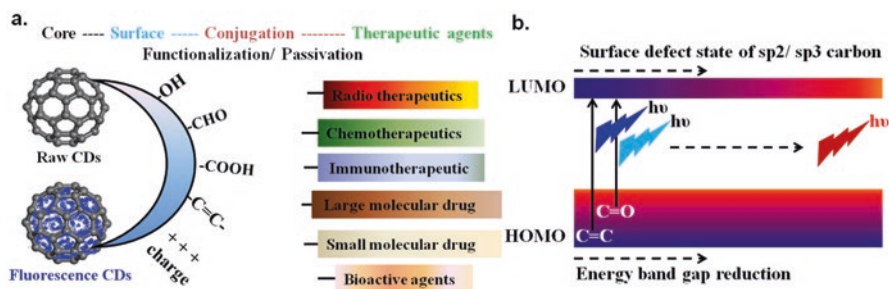 a.
Core ---- Surface ----- Conjugation -------- Therapeutic agents
Functionalization/ Passivation
Raw CDs
Fluorescence CDs
-OH
-CHO
-COOH
-C=C-
+++
charge
Radio therapeutics
Chemotherapeutics
Immunotherapeutic
Large molecular drug
Small molecular drug
Bioactive agents
b.
Surface defect state of sp2/ sp3 carbon
LUMO
hυ
hυ
hυ
C=O
C=C
HOMO
Energy band gap reduction